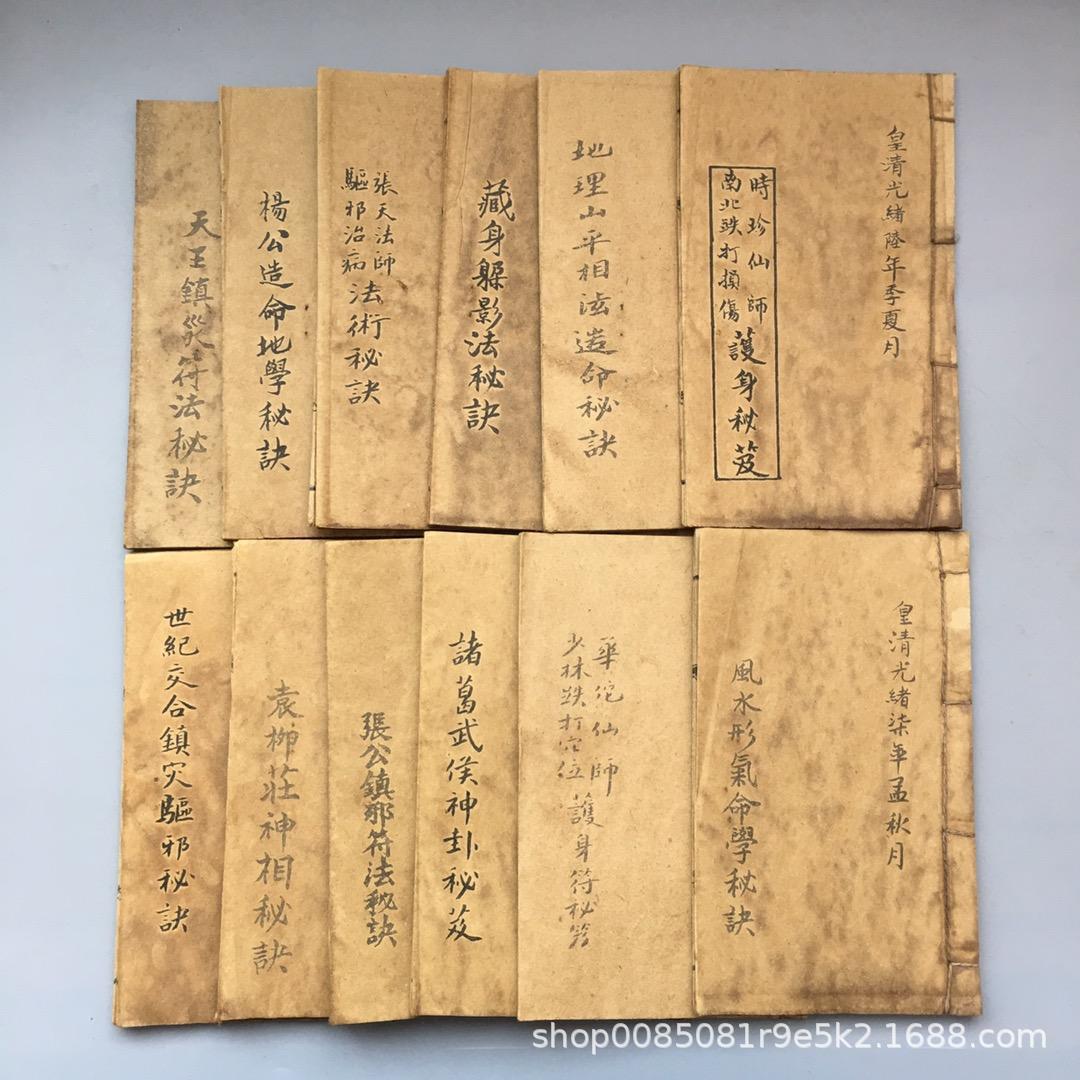 皇清光緒陸年季夏月
時珍仙師
南北跌打損傷
護身秘笈
地理山平相法造命秘訣
藏身躲影法秘訣
張天法師
驅邪治病
法術秘訣
楊公造命地學秘訣
天王鎮災符法秘訣
皇清光緒柒年孟秋月
風水形氣命學秘訣
華佗仙師
少林跌打穴位
護身符秘笈
諸葛武侯神卦秘笈
張公鎮邪符法秘訣
袁柳莊神相秘訣
世紀交合鎮灾驅邪秘訣
shop0085081r9e5k2.1688.com